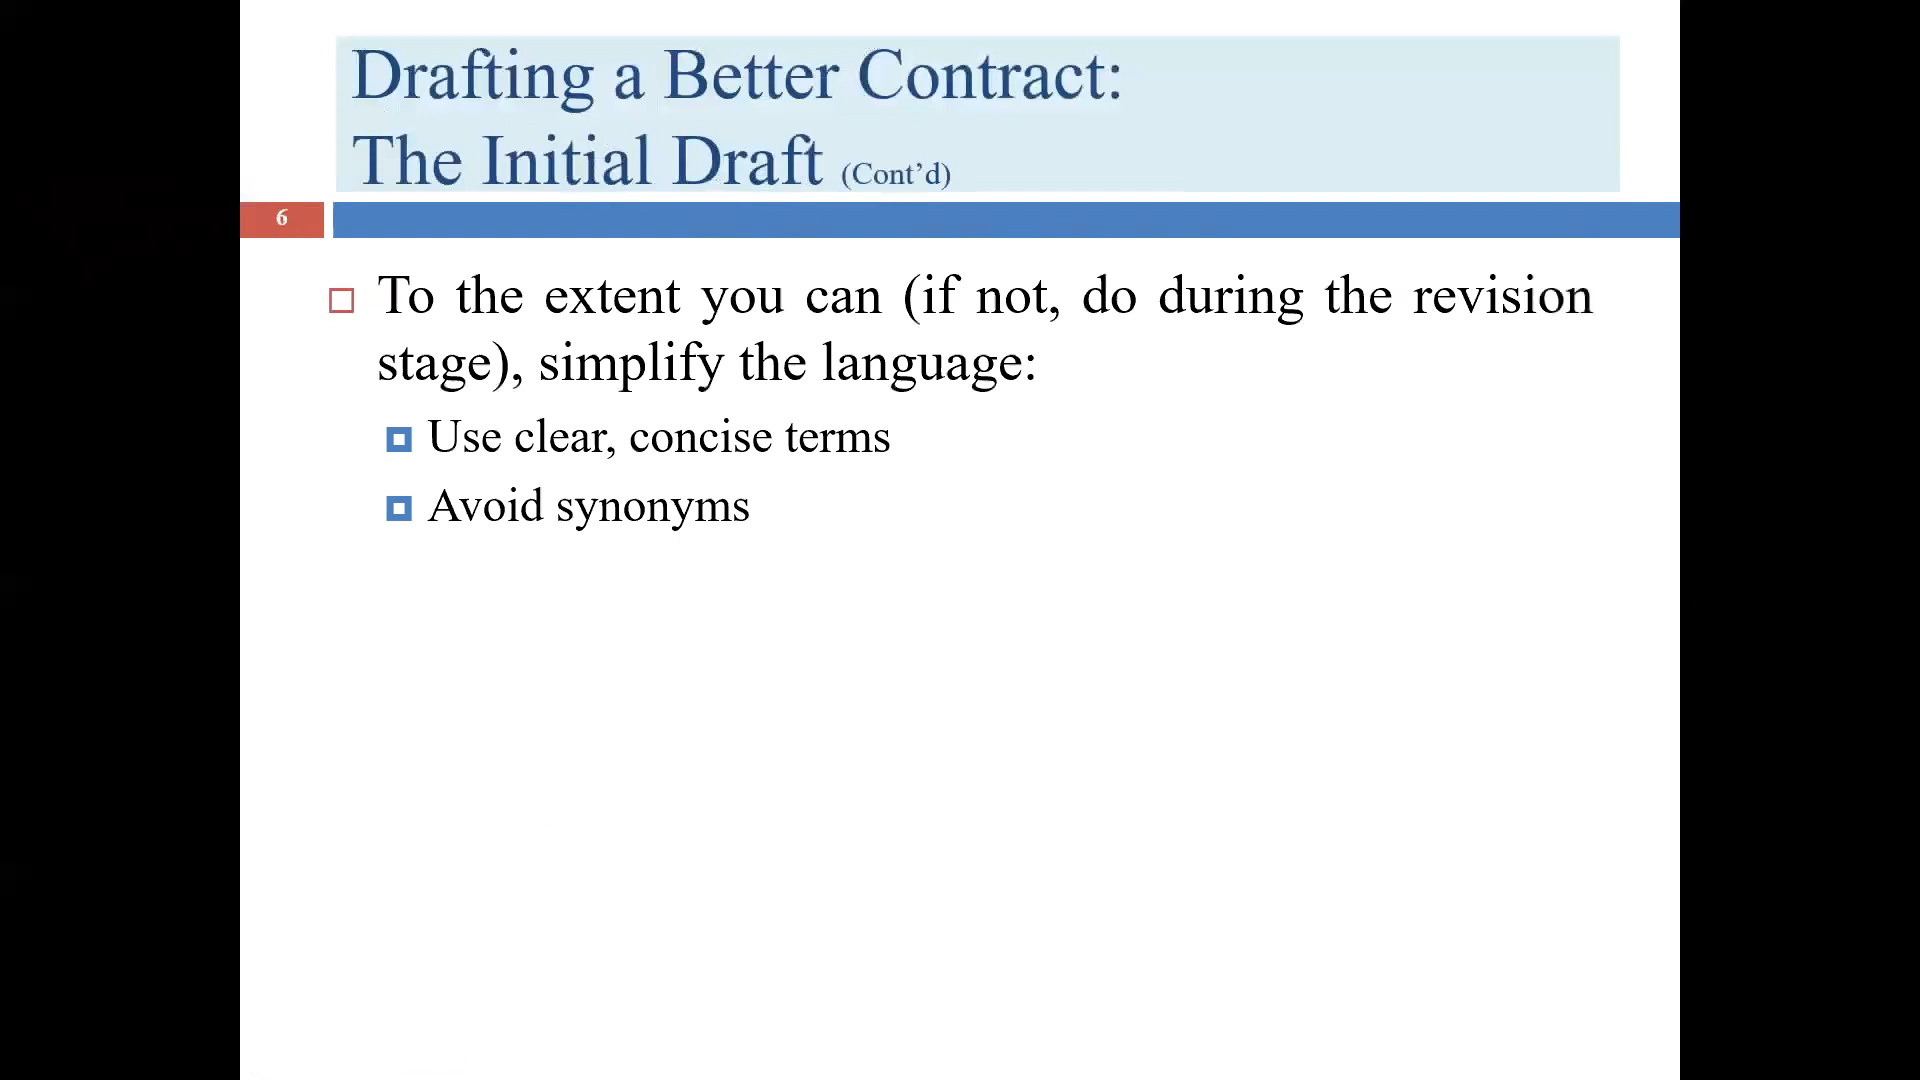 Drafting a Better Contract:
The Initial Draft (Cont’d)
6
To the extent you can (if not, do during the revision
stage), simplify the language:
Use clear, concise terms
Avoid synonyms